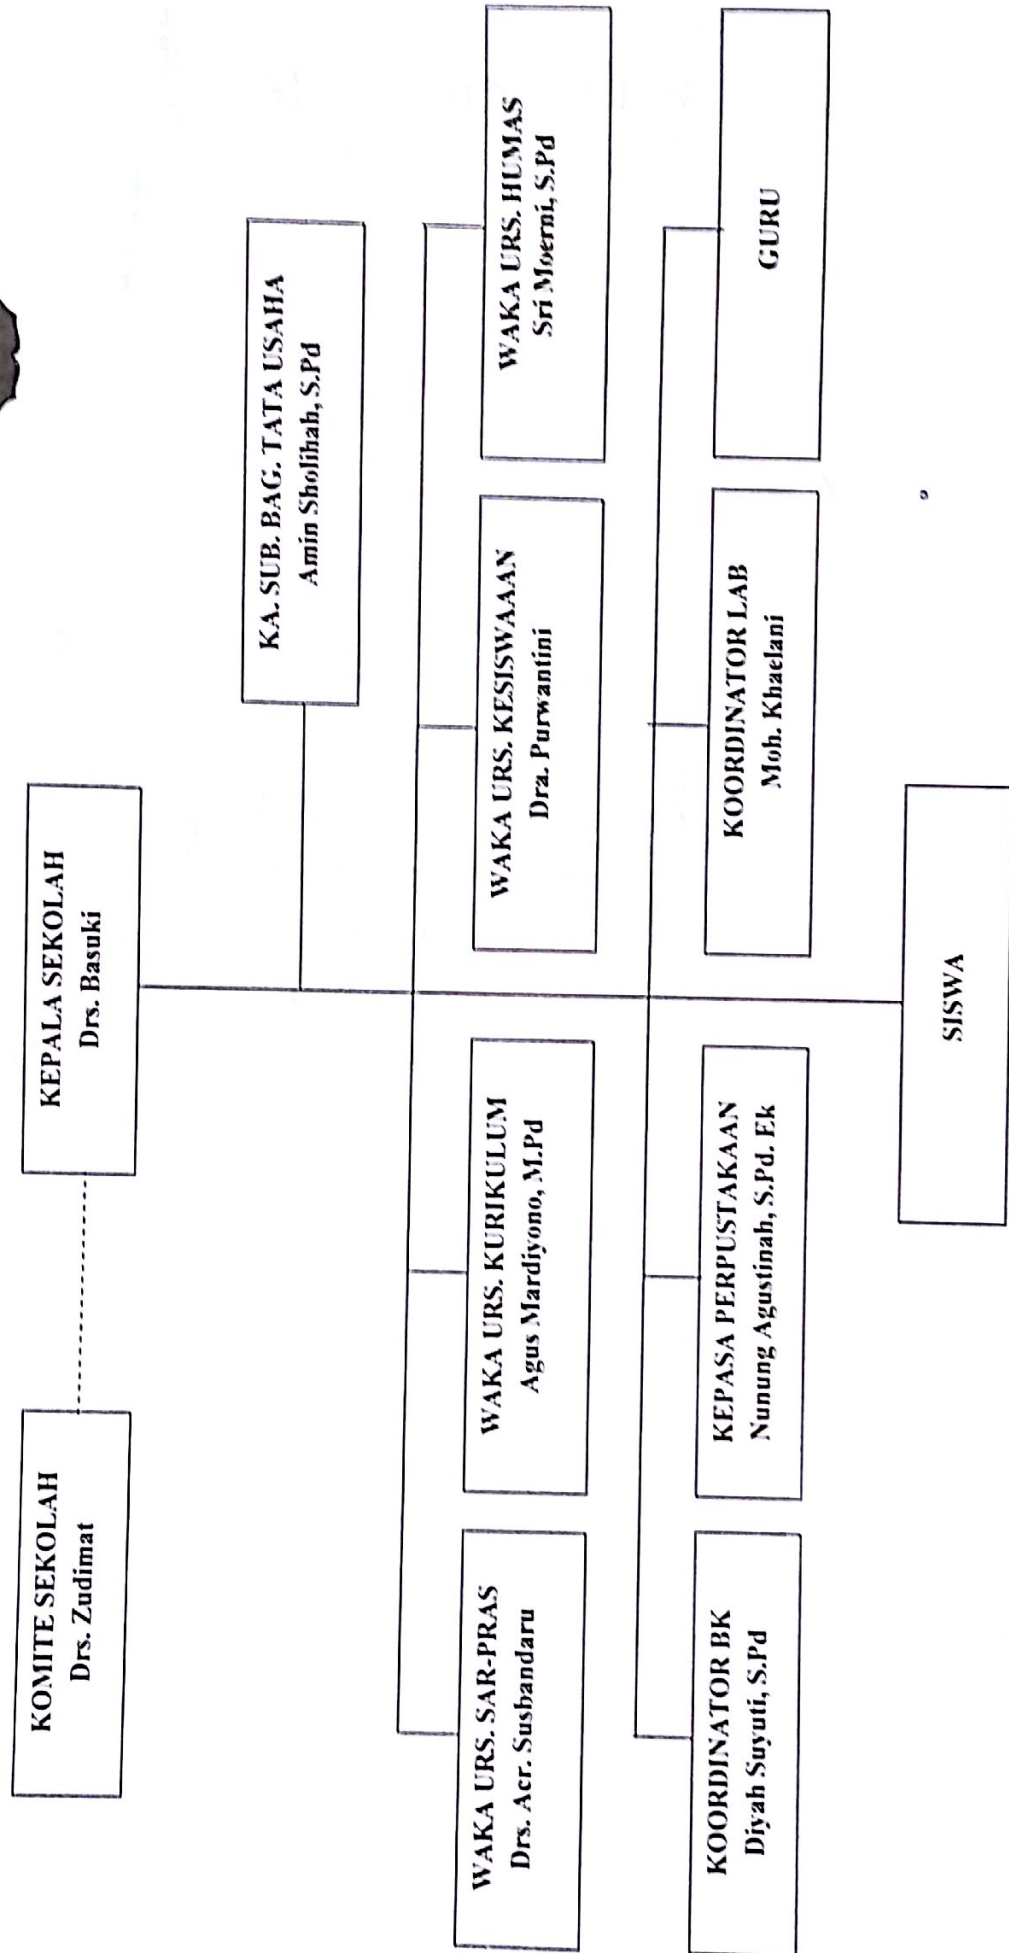 KOMITE SEKOLAH
Drs. Zudimat
KEPALA SEKOLAH
Drs. Basuki
KA. SUB. BAG. TATA USAHA
Amin Sholihah, S.Pd
WAKA URS. SAR-PRAS
Drs. Acr. Susbandaru
WAKA URS. KURIKULUM
Agus Mardiyono, M.Pd
WAKA URS. KESISWAAAN
Dra. Purwantini
WAKA URS. HUMAS
Sri Moerni, S.Pd
KOORDINATOR BK
Diyah Suyuti, S.Pd
KEPASA PERPUSTAKAAN
Nunung Agustinah, S.Pd. Ek
KOORDINATOR LAB
Moh. Khaelani
GURU
SISWA